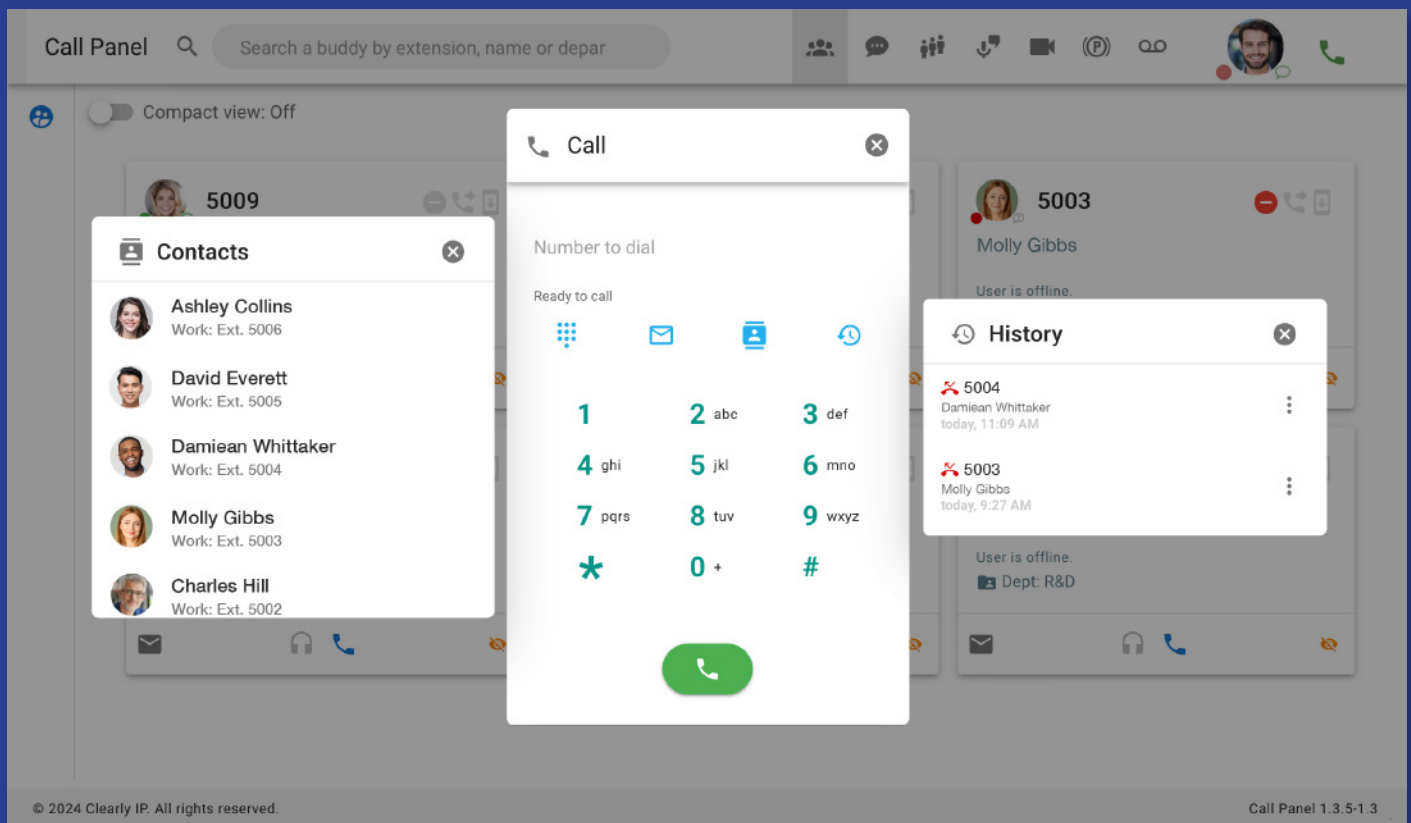 Call Panel
Search a buddy by extension, name or depar
Compact view: Off
5009
Call
5003
Molly Gibbs
User is offline.
Contacts
Ashley Collins
Work: Ext. 5006
David Everett
Work: Ext. 5005
Damiean Whittaker
Work: Ext. 5004
Molly Gibbs
Work: Ext. 5003
Charles Hill
Work: Ext. 5002
Number to dial
Ready to call
1
2 abc
3 def
4 ghi
5 jkl
6 mno
7 pqrs
8 tuv
9 wxyz
*
0 +
#
History
5004
Damiean Whittaker
today, 11:09 AM
5003
Molly Gibbs
today, 9:27 AM
User is offline.
Dept: R&D
© 2024 Clearly IP. All rights reserved.
Call Panel 1.3.5-1.3